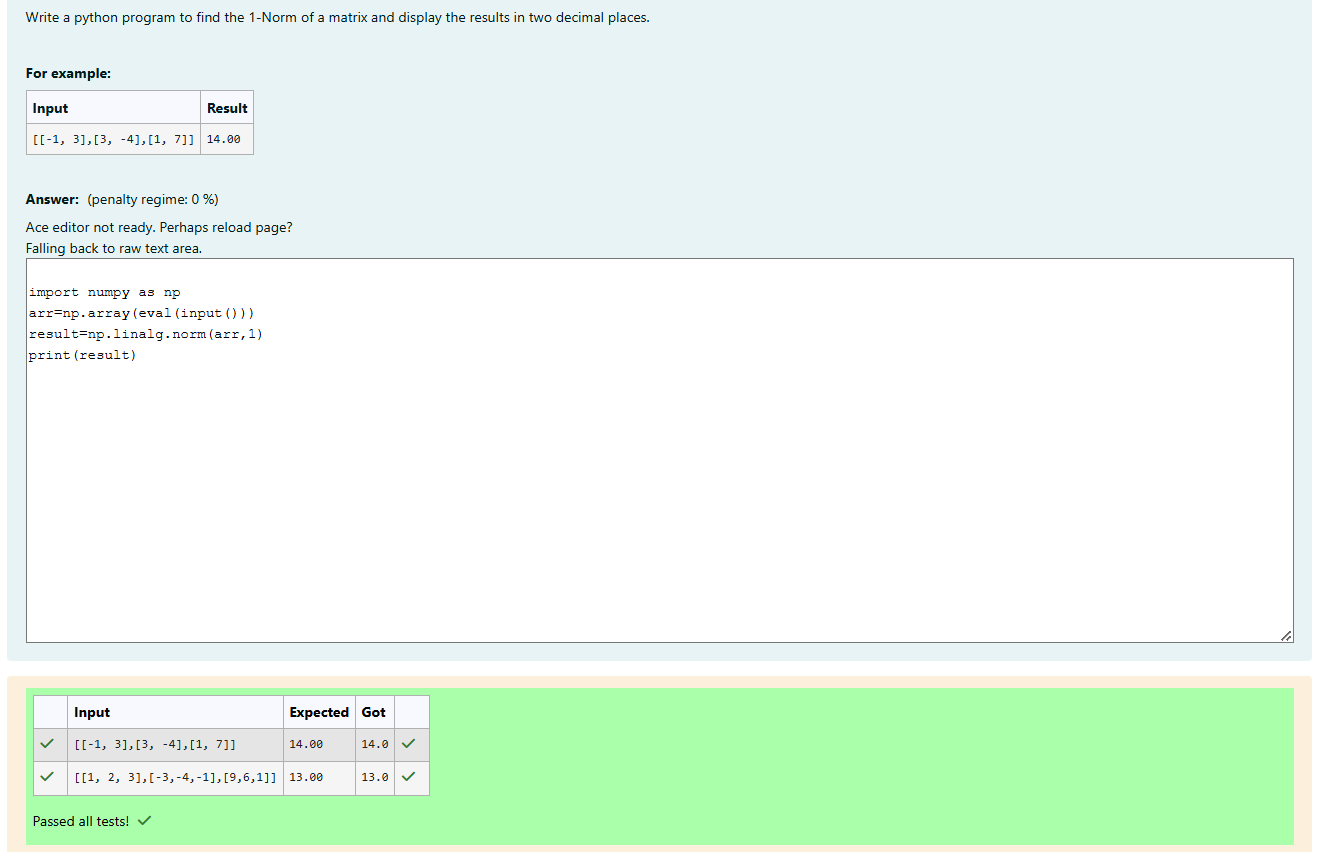 Write a python program to find the 1-Norm of a matrix and display the results in two decimal places.
For example:
Input Result
[[-1, 3],[3, -4],[1, 7]] 14.00
Answer: (penalty regime: 0 %)
Ace editor not ready. Perhaps reload page?
Falling back to raw text area.
import numpy as np
arr=np.array(eval(input()))
result=np.linalg.norm(arr,1)
print(result)
Input Expected Got
[[-1, 3],[3, -4],[1, 7]] 14.00 14.0
[[1, 2, 3],[-3,-4,-1],[9,6,1]] 13.00 13.0
Passed all tests!